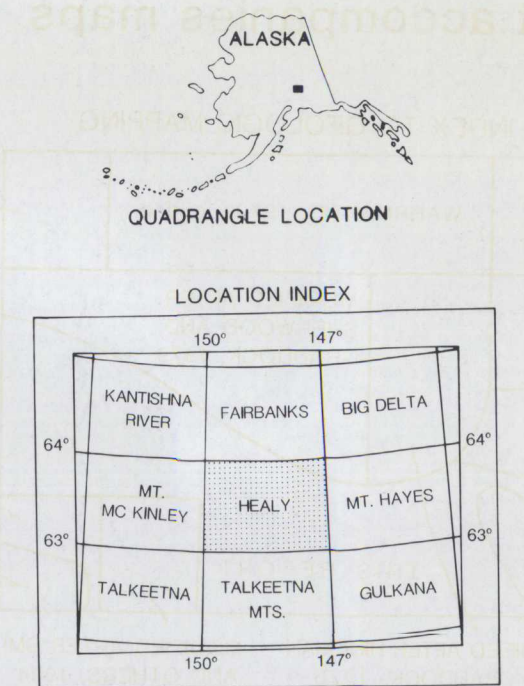 ALASKA
QUADRANGLE LOCATION
LOCATION INDEX
150° 147°
KANTISHNA
RIVER
FAIRBANKS
BIG DELTA
64° 64°
MT.
MC KINLEY
HEALY
MT. HAYES
63° 63°
TALKEETNA
TALKEETNA
MTS.
GULKANA
150° 147°